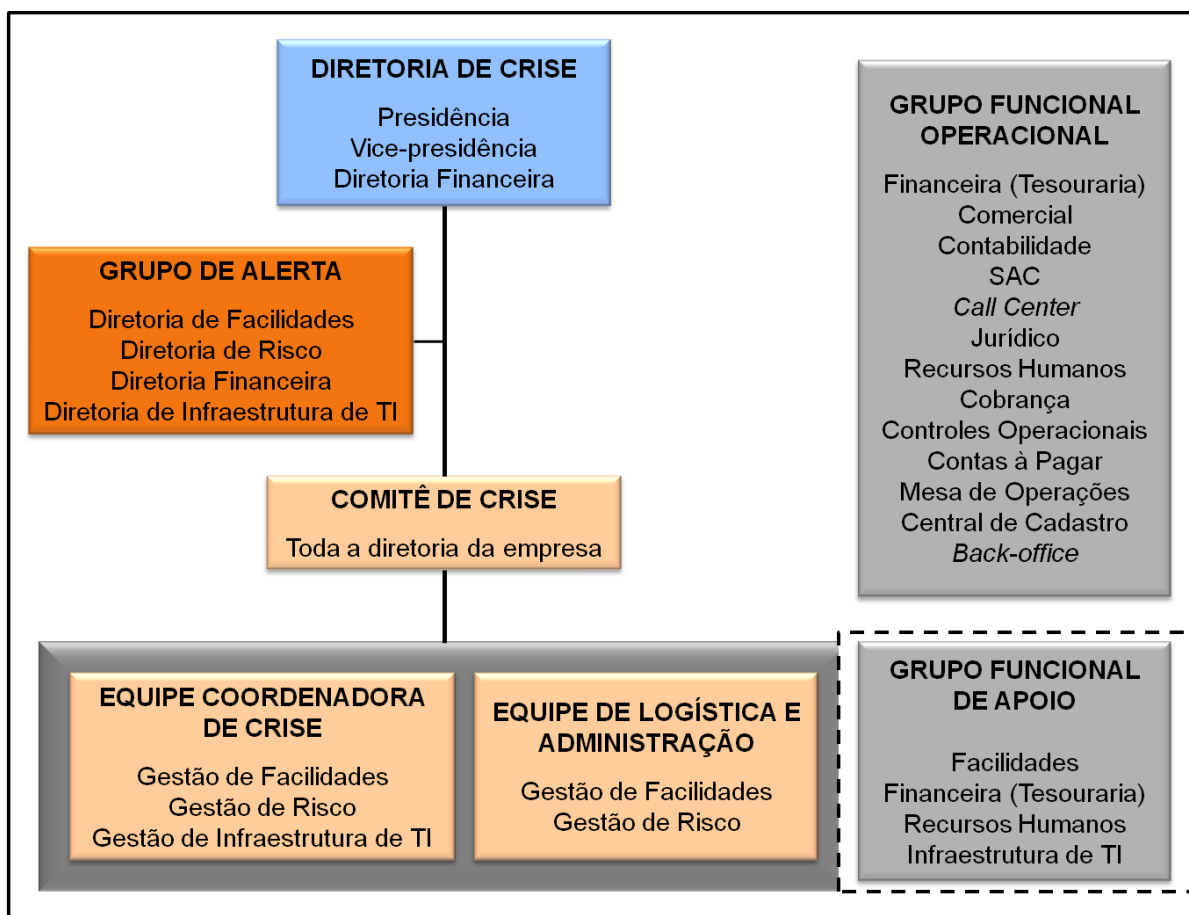 DIRETORIA DE CRISE
Presidência
Vice-presidência
Diretoria Financeira
GRUPO DE ALERTA
Diretoria de Facilidades
Diretoria de Risco
Diretoria Financeira
Diretoria de Infraestrutura de TI
COMITÊ DE CRISE
Toda a diretoria da empresa
EQUIPE COORDENADORA
DE CRISE
Gestão de Facilidades
Gestão de Risco
Gestão de Infraestrutura de TI
EQUIPE DE LOGÍSTICA E
ADMINISTRAÇÃO
Gestão de Facilidades
Gestão de Risco
GRUPO FUNCIONAL
OPERACIONAL
Financeira (Tesouraria)
Comercial
Contabilidade
SAC
Call Center
Jurídico
Recursos Humanos
Cobrança
Controles Operacionais
Contas à Pagar
Mesa de Operações
Central de Cadastro
Back-office
GRUPO FUNCIONAL
DE APOIO
Facilidades
Financeira (Tesouraria)
Recursos Humanos
Infraestrutura de TI